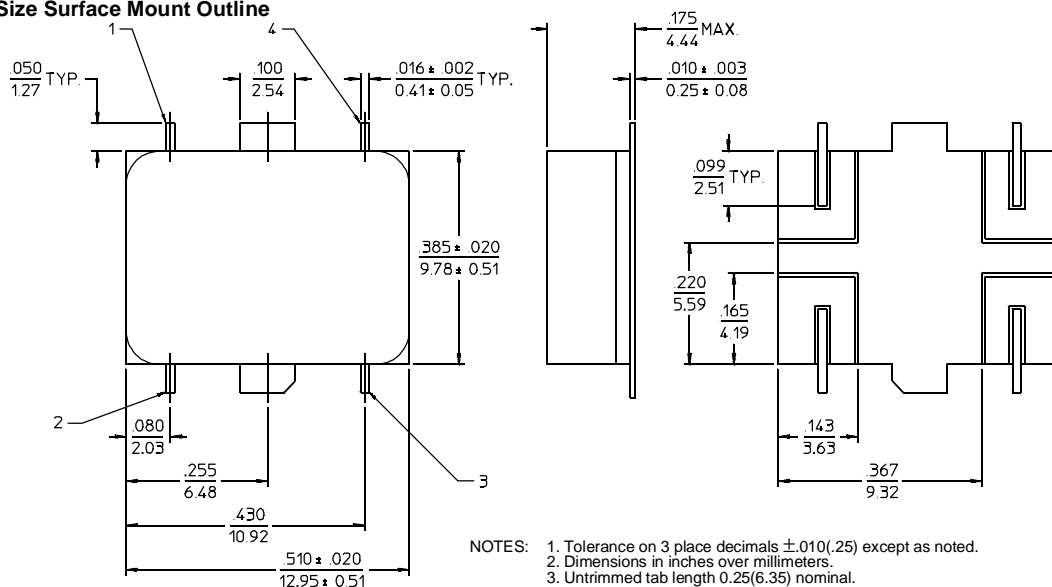 Size Surface Mount Outline
1
4
.050
1.27 TYP.
.100
2.54
.016 ± .002
0.41 ± 0.05 TYP.
.175
4.44 MAX.
.010 ± .003
0.25 ± 0.08
.099
2.51 TYP.
.385 ± .020
9.78 ± 0.51
.220
5.59
.165
4.19
2
.080
2.03
.255
6.48
3
.143
3.63
.367
9.32
.430
10.92
.510 ± .020
12.95 ± 0.51
NOTES: 1. Tolerance on 3 place decimals ±.010(.25) except as noted.
2. Dimensions in inches over millimeters.
3. Untrimmed tab length 0.25(6.35) nominal.